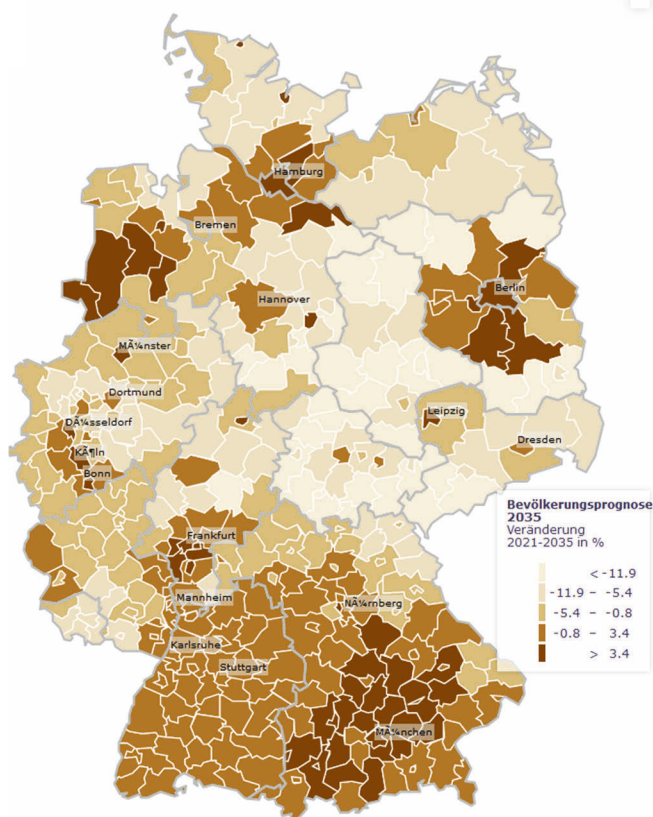 Hamburg
Bremen
Berlin
Hannover
MÃ¼nster
Dortmund
Leipzig
DÃ¼sseldorf
Dresden
KÃ¶ln
Bonn
Bevölkerungsprognose
2035
Veränderung
2021-2035 in %
< -11.9
-11.9 – -5.4
-5.4 – -0.8
-0.8 – 3.4
> 3.4
Frankfurt
Mannheim
NÃ¼rnberg
Karlsruhe
Stuttgart
MÃ¼nchen